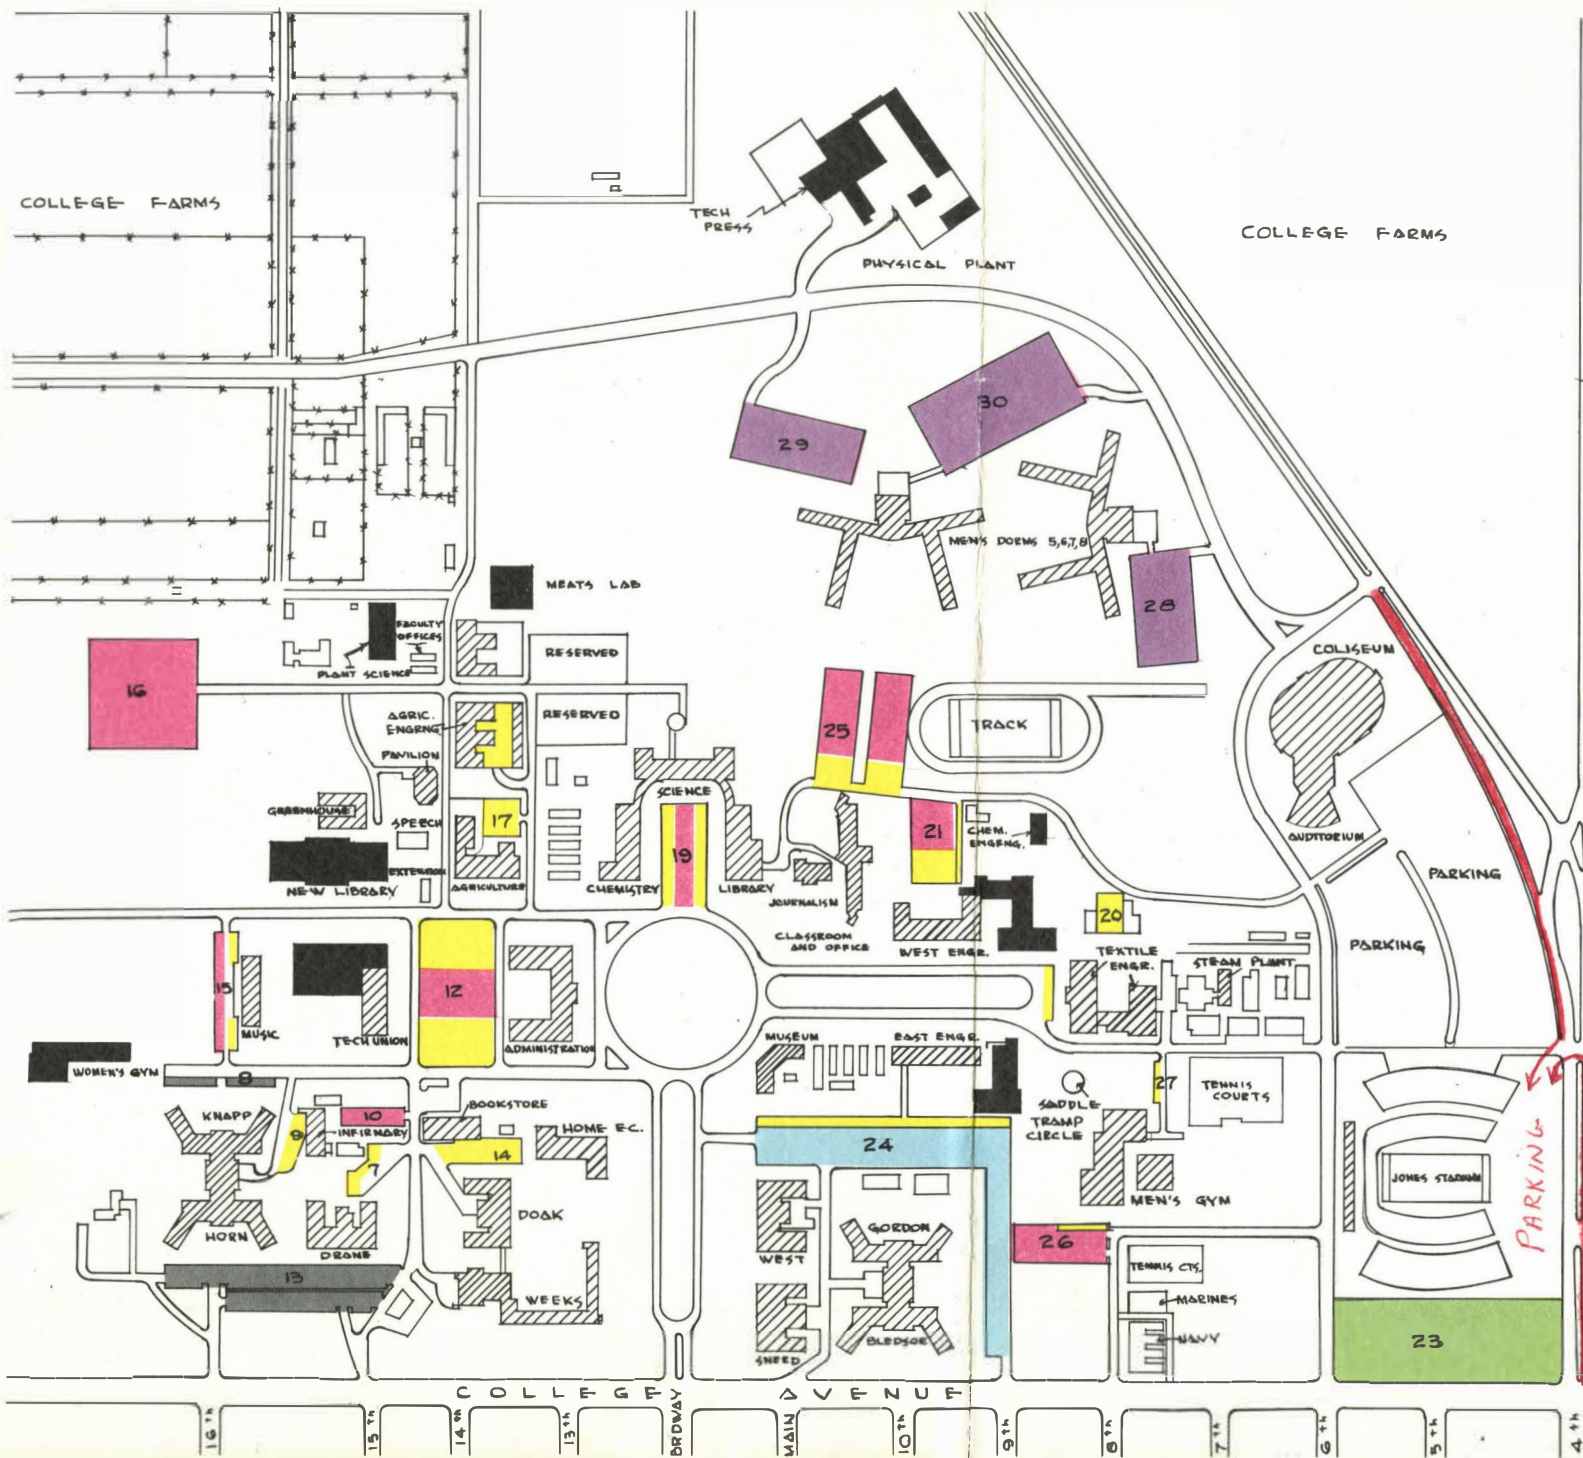 COLLEGE FARMS
TECH
PRESS
COLLEGE FARMS
PHYSICAL PLANT
30
29
MEN'S DORMS 5,6,7,8
MEATS LAB
28
FACULTY
OFFICES
PLANT SCIENCE
RESERVED
COLISEUM
16
AGRIC.
ENGRNG.
RESERVED
25
TRACK
PAVILION
SCIENCE
GREENHOUSE
SPEECH
17
19
21
CHEM.
ENGRNG.
AUDITORIUM
EXTENSION
NEW LIBRARY
AGRICULTURE
CHEMISTRY
LIBRARY
JOURNALISM
PARKING
20
CLASSROOM
AND OFFICE
WEST ENGR.
TEXTILE
ENGR.
STEAM PLANT
PARKING
15
12
MUSIC
TECH UNION
ADMINISTRATION
MUSEUM
EAST ENGR.
WOMEN'S GYM
8
27
TENNIS
COURTS
SADDLE
TRAMP
CIRCLE
KNAPP
10
BOOKSTORE
9
INFIRMARY
HOME EC.
24
PARKING
7
14
JONES STADIUM
MEN'S GYM
DOAK
GORDON
HORN
DRANE
WEST
26
TENNIS CTS.
13
WEEKS
MARINES
BLEDSOE
NAVY
23
SNEED
COLLEGE AVENUE
16th
15th
14th
13th
BRDWAY
MAIN
10th
9th
8th
7th
6th
5th
4th